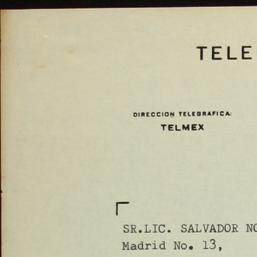 TELE
DIRECCION TELEGRAFICA:
TELMEX
SR.LIC. SALVADOR NO
Madrid No. 13,